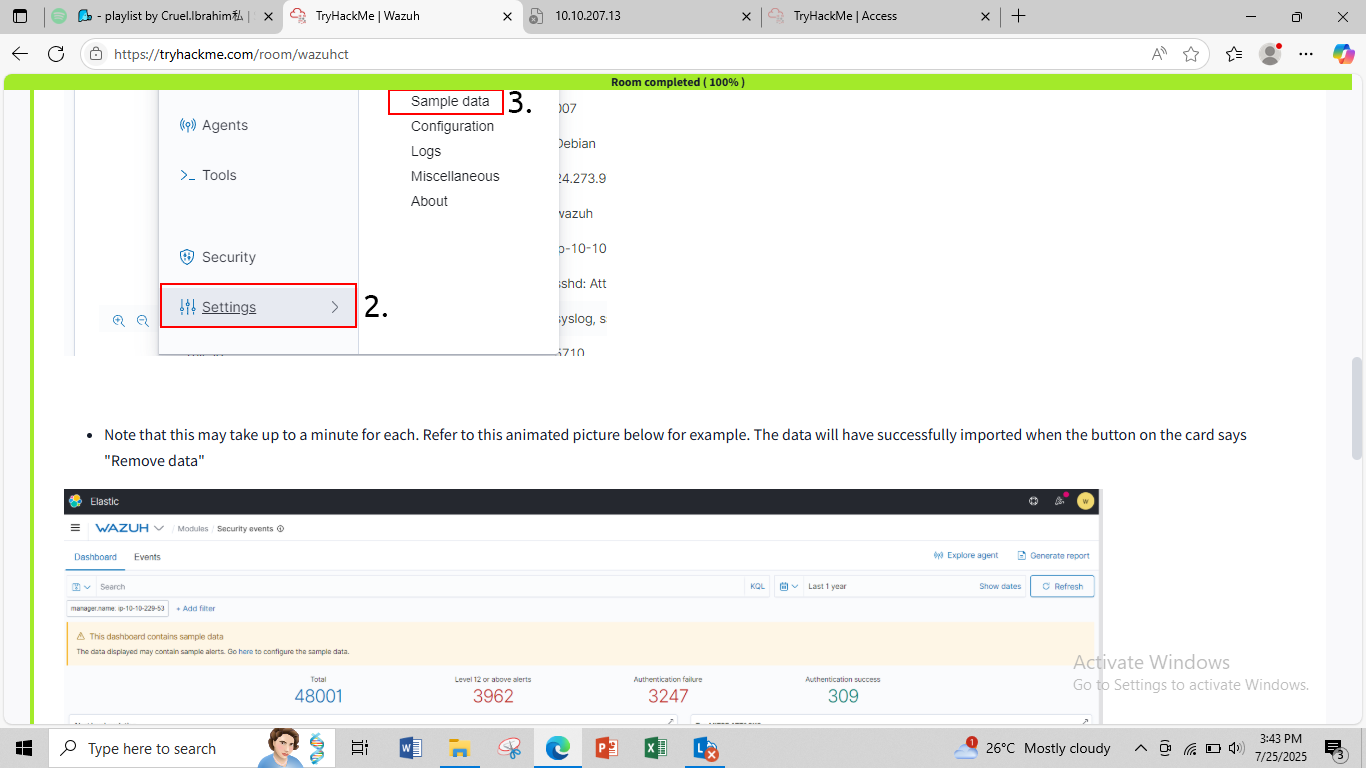 - playlist by Cruel.Ibrahim私 |
TryHackMe | Wazuh
10.10.207.13
TryHackMe | Access
https://tryhackme.com/room/wazuhct
Room completed ( 100% )
Sample data 3.
007
Agents
Configuration
Debian
Logs
Tools
Miscellaneous
24.273.9
About
wazuh
Security
p-10-10
sshd: Att
Settings 2.
syslog, s
5710
• Note that this may take up to a minute for each. Refer to this animated picture below for example. The data will have successfully imported when the button on the card says
"Remove data"
Elastic
W
WAZUH / Modules / Security events
Dashboard Events
Explore agent Generate report
Search KQL Last 1 year Show dates Refresh
manager.name: ip-10-10-229-53 + Add filter
This dashboard contains sample data
The data displayed may contain sample alerts. Go here to configure the sample data.
Total Level 12 or above alerts Authentication failure Authentication success
48001 3962 3247 309
Activate Windows
Go to Settings to activate Windows.
Type here to search
1
26°C Mostly cloudy
3:43 PM
7/25/2025
3